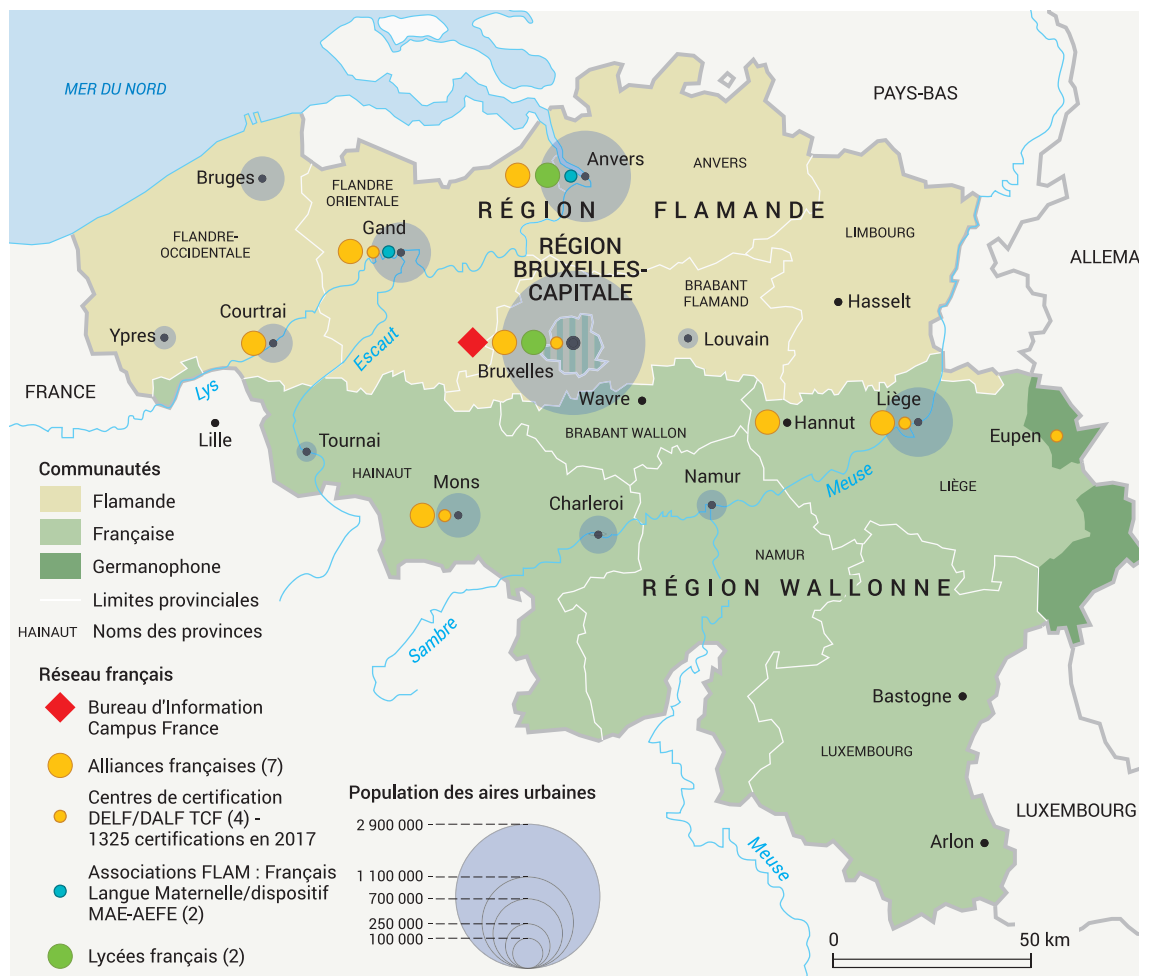 MER DU NORD
PAYS-BAS
Bruges
Anvers
ANVERS
FLANDRE
ORIENTALE
RÉGION FLAMANDE
Gand
FLANDRE-
OCCIDENTALE
LIMBOURG
RÉGION
BRUXELLES-
CAPITALE
ALLEMA
BRABANT
FLAMAND
Hasselt
Courtrai
Ypres
Escaut
Louvain
Bruxelles
FRANCE
Lys
Wavre
Liège
Lille
BRABANT WALLON
Hannut
Eupen
Tournai
HAINAUT
Mons
Charleroi
Namur
Meuse
LIÈGE
NAMUR
RÉGION WALLONNE
Sambre
Bastogne
LUXEMBOURG
LUXEMBOURG
Arlon
Meuse
Communautés
Flamande
Française
Germanophone
Limites provinciales
HAINAUT Noms des provinces
Réseau français
Bureau d'Information
Campus France
Alliances françaises (7)
Centres de certification
DELF/DALF TCF (4) -
1325 certifications en 2017
Associations FLAM : Français
Langue Maternelle/dispositif
MAE-AEFE (2)
Lycées français (2)
Population des aires urbaines
2 900 000
1 100 000
700 000
250 000
100 000
0 50 km